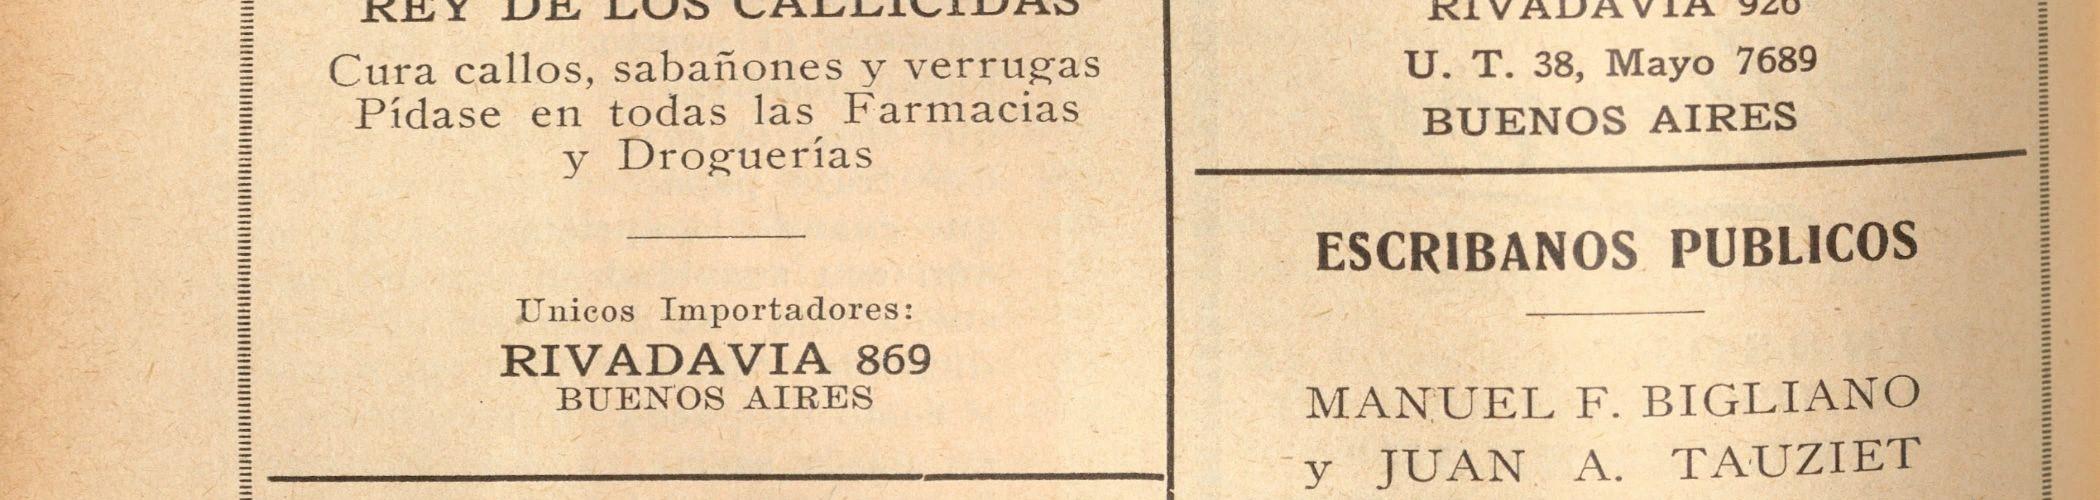 REY DE LOS CALLICIDAS
Cura callos, sabañones y verrugas
Pídase en todas las Farmacias
y Droguerías
Unicos Importadores:
RIVADAVIA 869
BUENOS AIRES
RIVADAVIA 926
U. T. 38, Mayo 7689
BUENOS AIRES
ESCRIBANOS PUBLICOS
MANUEL F. BIGLIANO
y JUAN A. TAUZIET